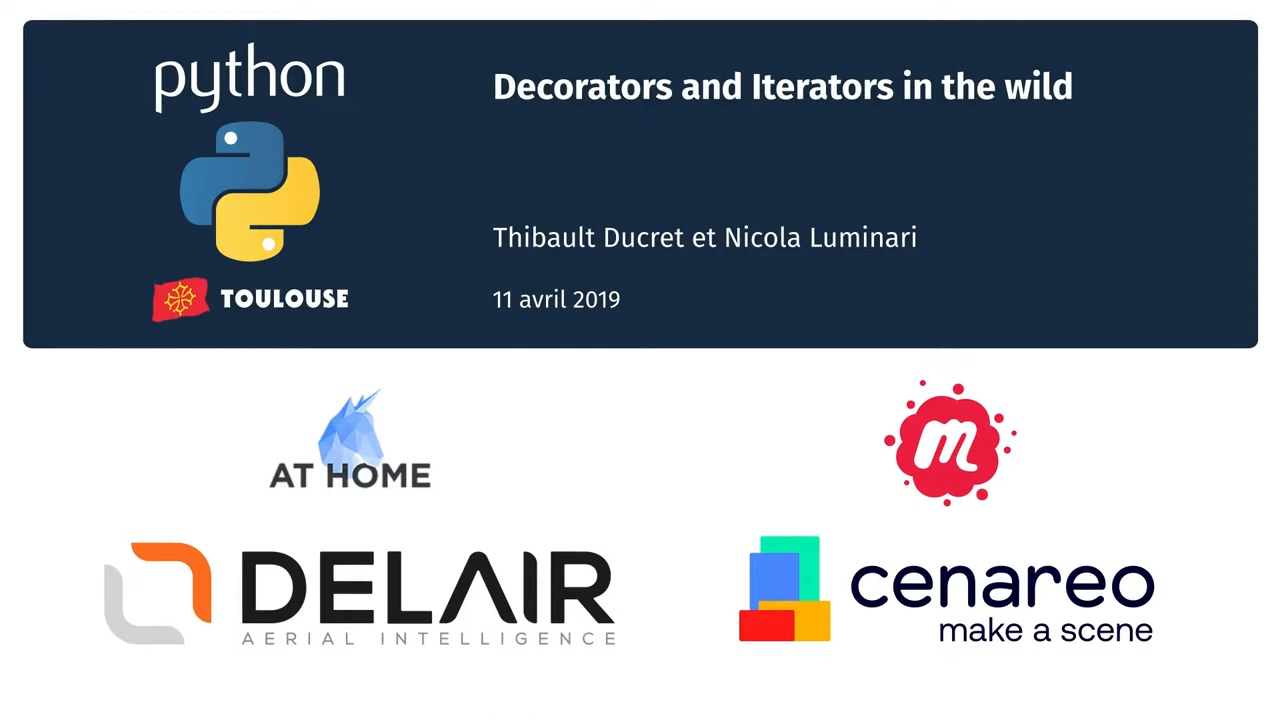 python
TOULOUSE
Decorators and Iterators in the wild
Thibault Ducret et Nicola Luminari
11 avril 2019
AT HOME
m
DELAIR
AERIAL INTELLIGENCE
cenareo
make a scene